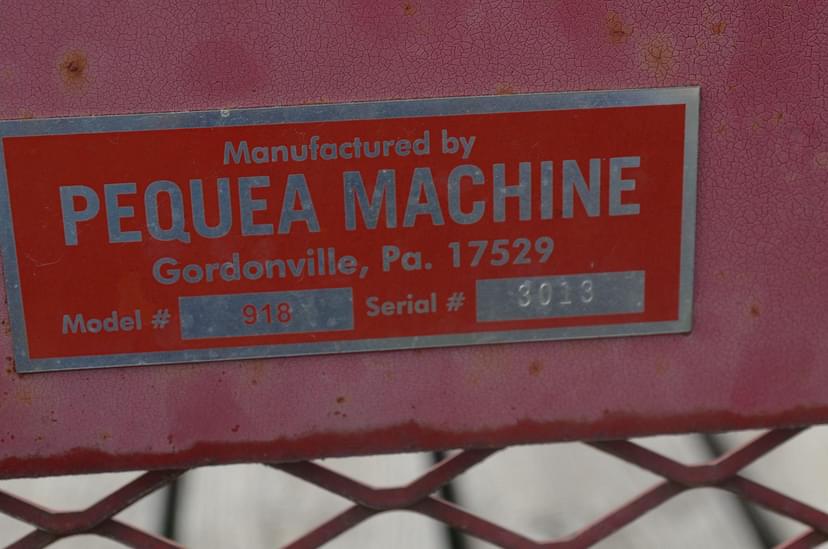 Manufactured by
PEQUEA MACHINE
Gordonville, Pa. 17529
Model # 918 Serial # 3013